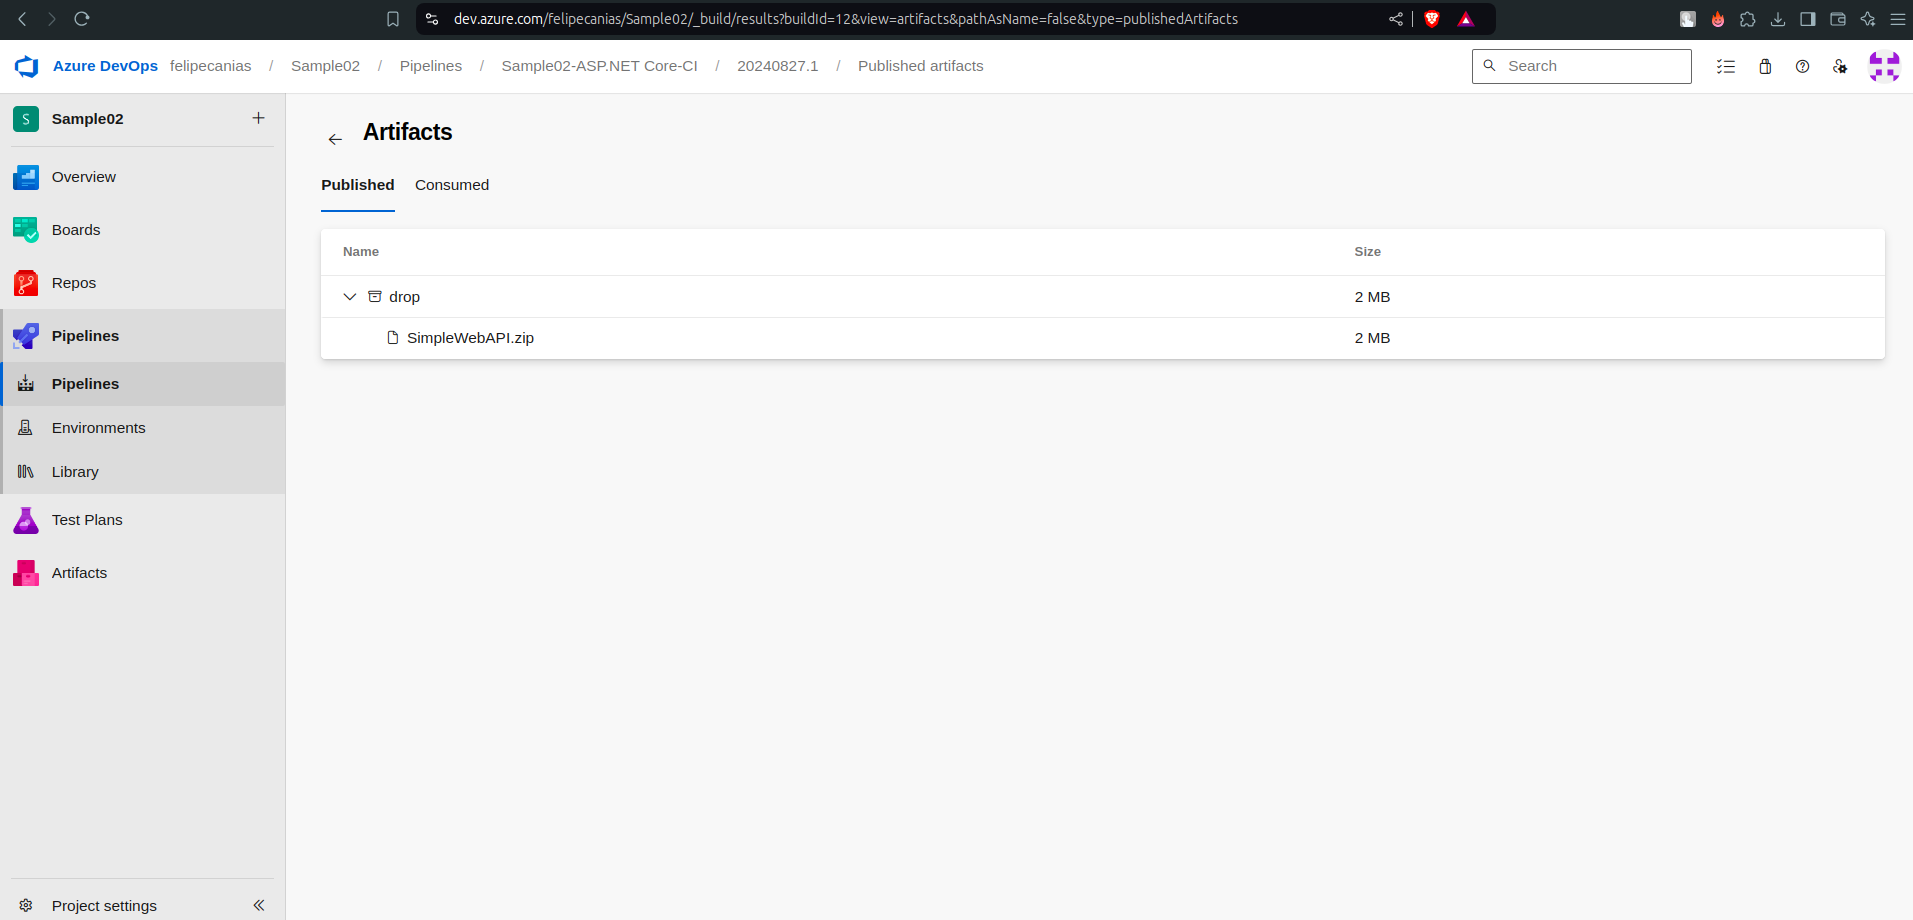 dev.azure.com/felipecanias/Sample02/_build/results?buildId=12&view=artifacts&pathAsName=false&type=publishedArtifacts
Azure DevOps felipecanias / Sample02 / Pipelines / Sample02-ASP.NET Core-CI / 20240827.1 / Published artifacts
Search
S Sample02
Overview
Boards
Repos
Pipelines
Pipelines
Environments
Library
Test Plans
Artifacts
Project settings
Artifacts
Published Consumed
Name Size
drop 2 MB
SimpleWebAPI.zip 2 MB